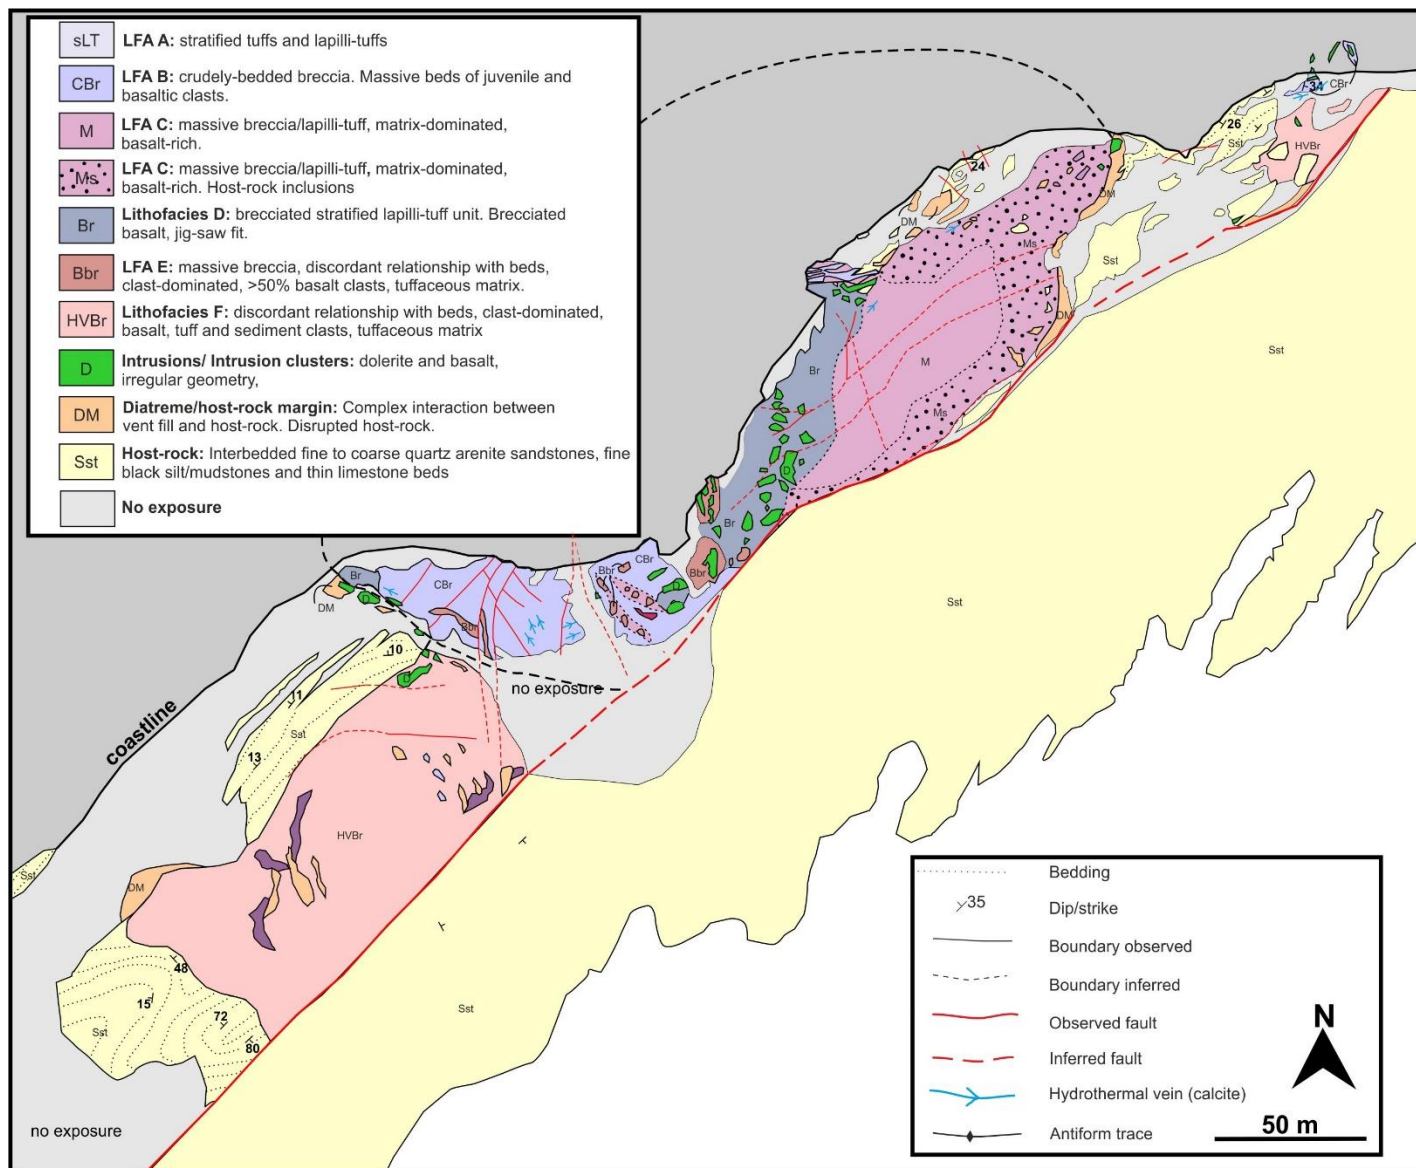 sLT LFA A: stratified tuffs and lapilli-tuffs
CBr LFA B: crudely-bedded breccia. Massive beds of juvenile and
basaltic clasts.
M LFA C: massive breccia/lapilli-tuff, matrix-dominated,
basalt-rich.
Ms LFA C: massive breccia/lapilli-tuff, matrix-dominated,
basalt-rich. Host-rock inclusions
Br Lithofacies D: brecciated stratified lapilli-tuff unit. Brecciated
basalt, jig-saw fit.
Bbr LFA E: massive breccia, discordant relationship with beds,
clast-dominated, >50% basalt clasts, tuffaceous matrix.
HVBr Lithofacies F: discordant relationship with beds, clast-dominated,
basalt, tuff and sediment clasts, tuffaceous matrix
D Intrusions/ Intrusion clusters: dolerite and basalt,
irregular geometry,
DM Diatreme/host-rock margin: Complex interaction between
vent fill and host-rock. Disrupted host-rock.
Sst Host-rock: Interbedded fine to coarse quartz arenite sandstones, fine
black silt/mudstones and thin limestone beds
No exposure
34
CBr
26
Sst
HVBr
24
DM
DM
Ms
Sst
DM
Sst
M
Br
Ms
D
Br
CBr
Bbr
Bbr
D
Br
CBr
DM
D
Bbr
Sst
10
D
no exposure
11
Sst
13
coastline
HVBr
Sst
DM
48
15
72
Sst
80
Sst
no exposure
Bedding
35 Dip/strike
Boundary observed
Boundary inferred
Observed fault
Inferred fault
Hydrothermal vein (calcite)
Antiform trace
N
50 m